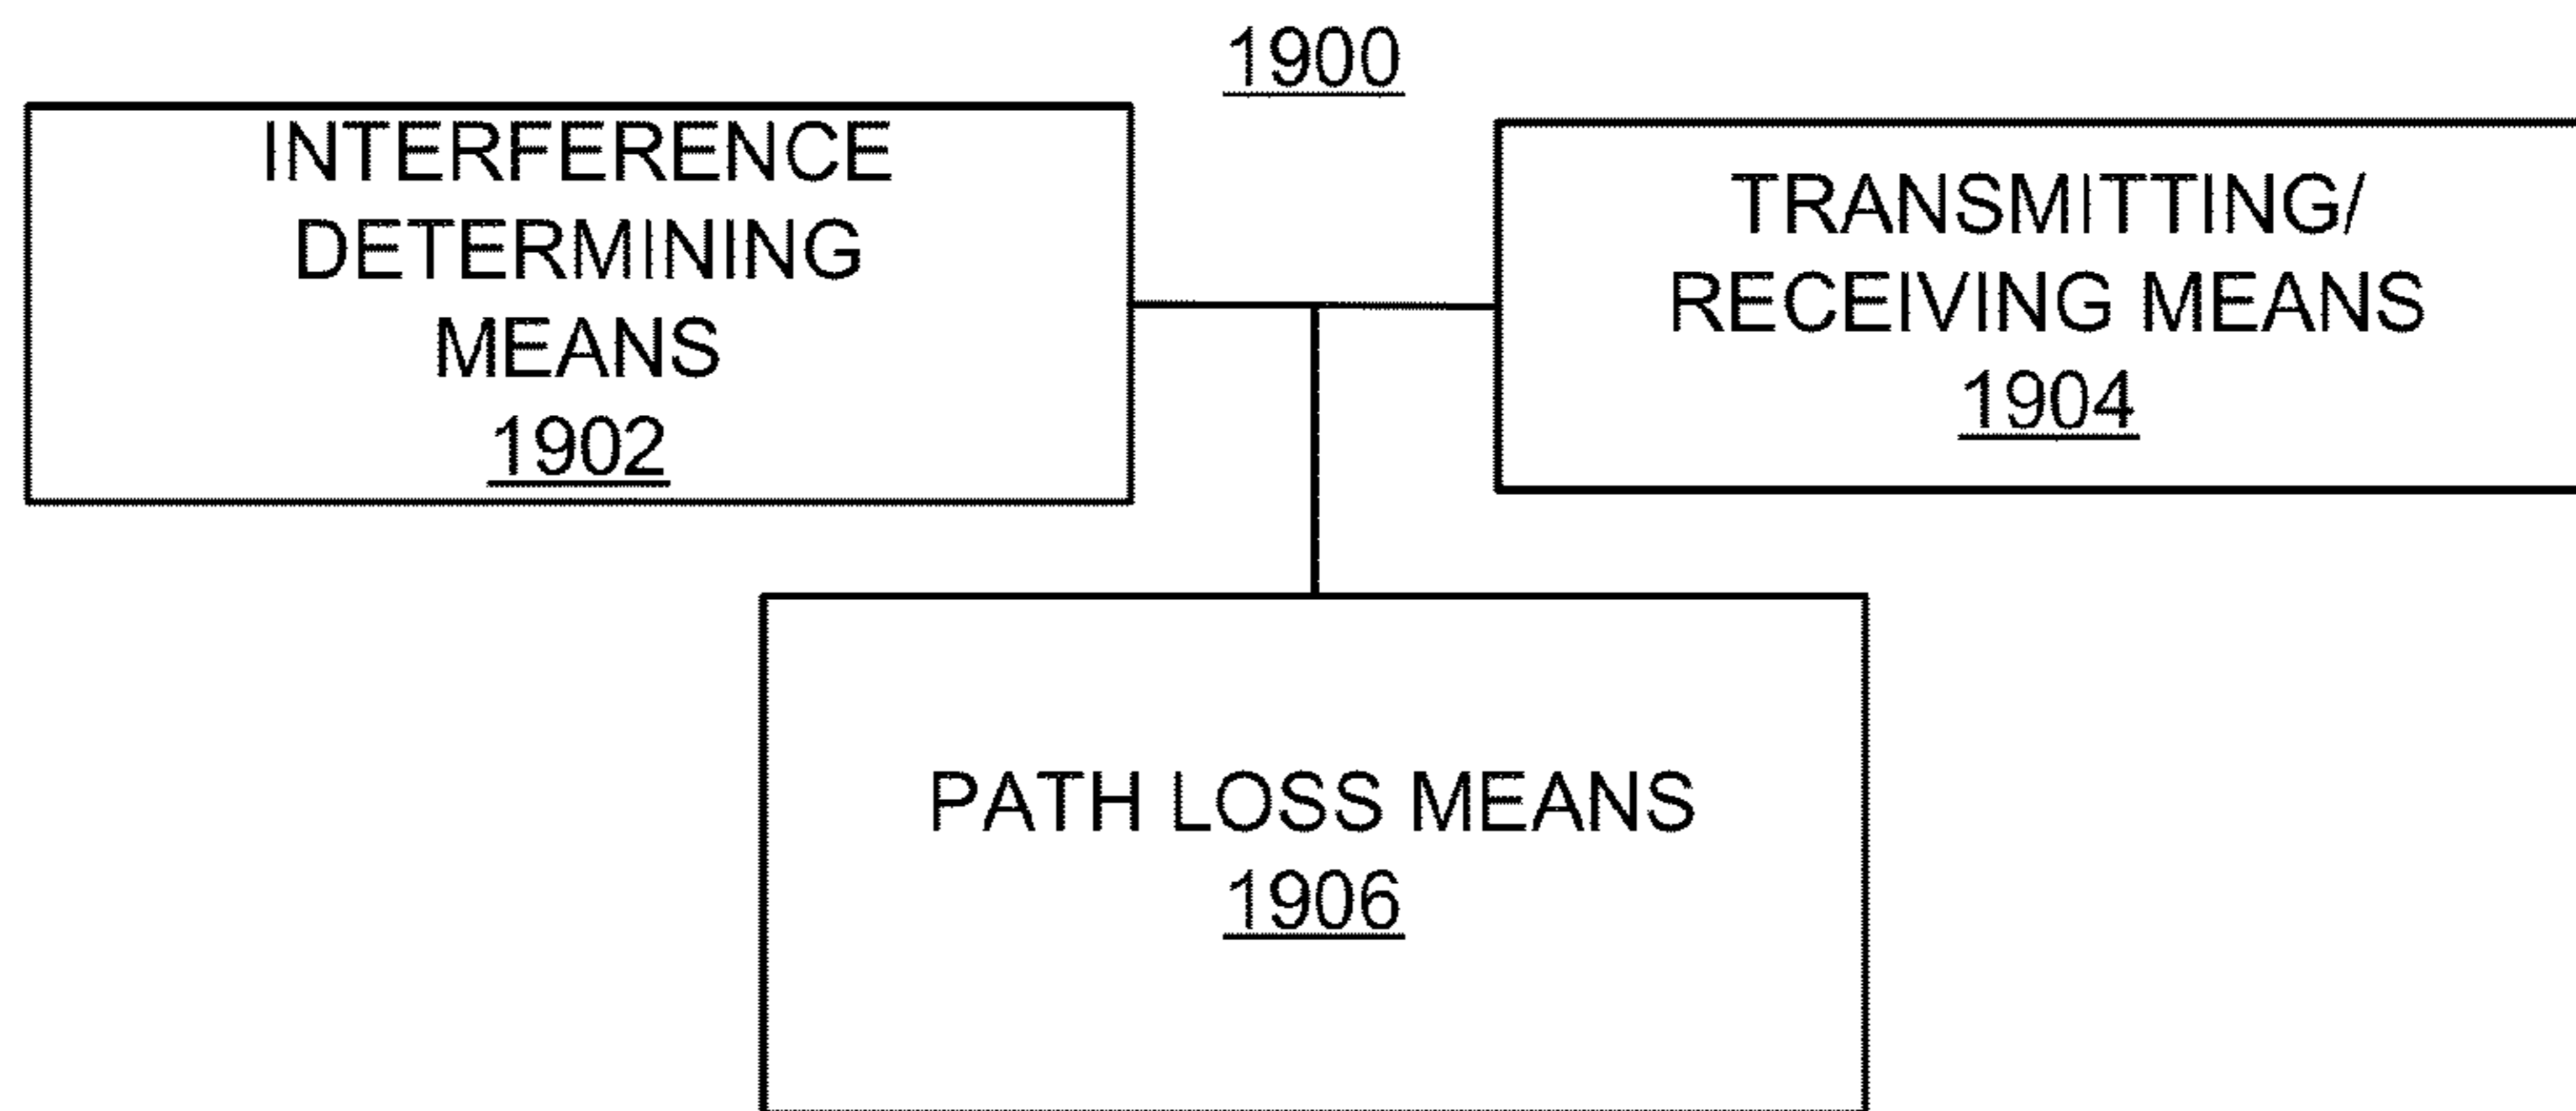 1900
INTERFERENCE
DETERMINING
MEANS
1902
TRANSMITTING/
RECEIVING MEANS
1904
PATH LOSS MEANS
1906